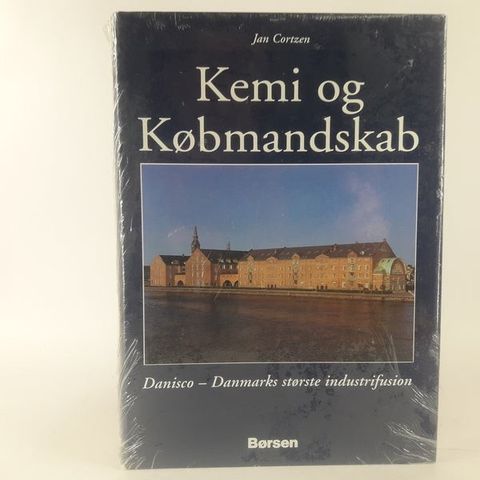 Jan Cortzen
Kemi og
Købmandskab
Danisco – Danmarks største industrifusion
Børsen